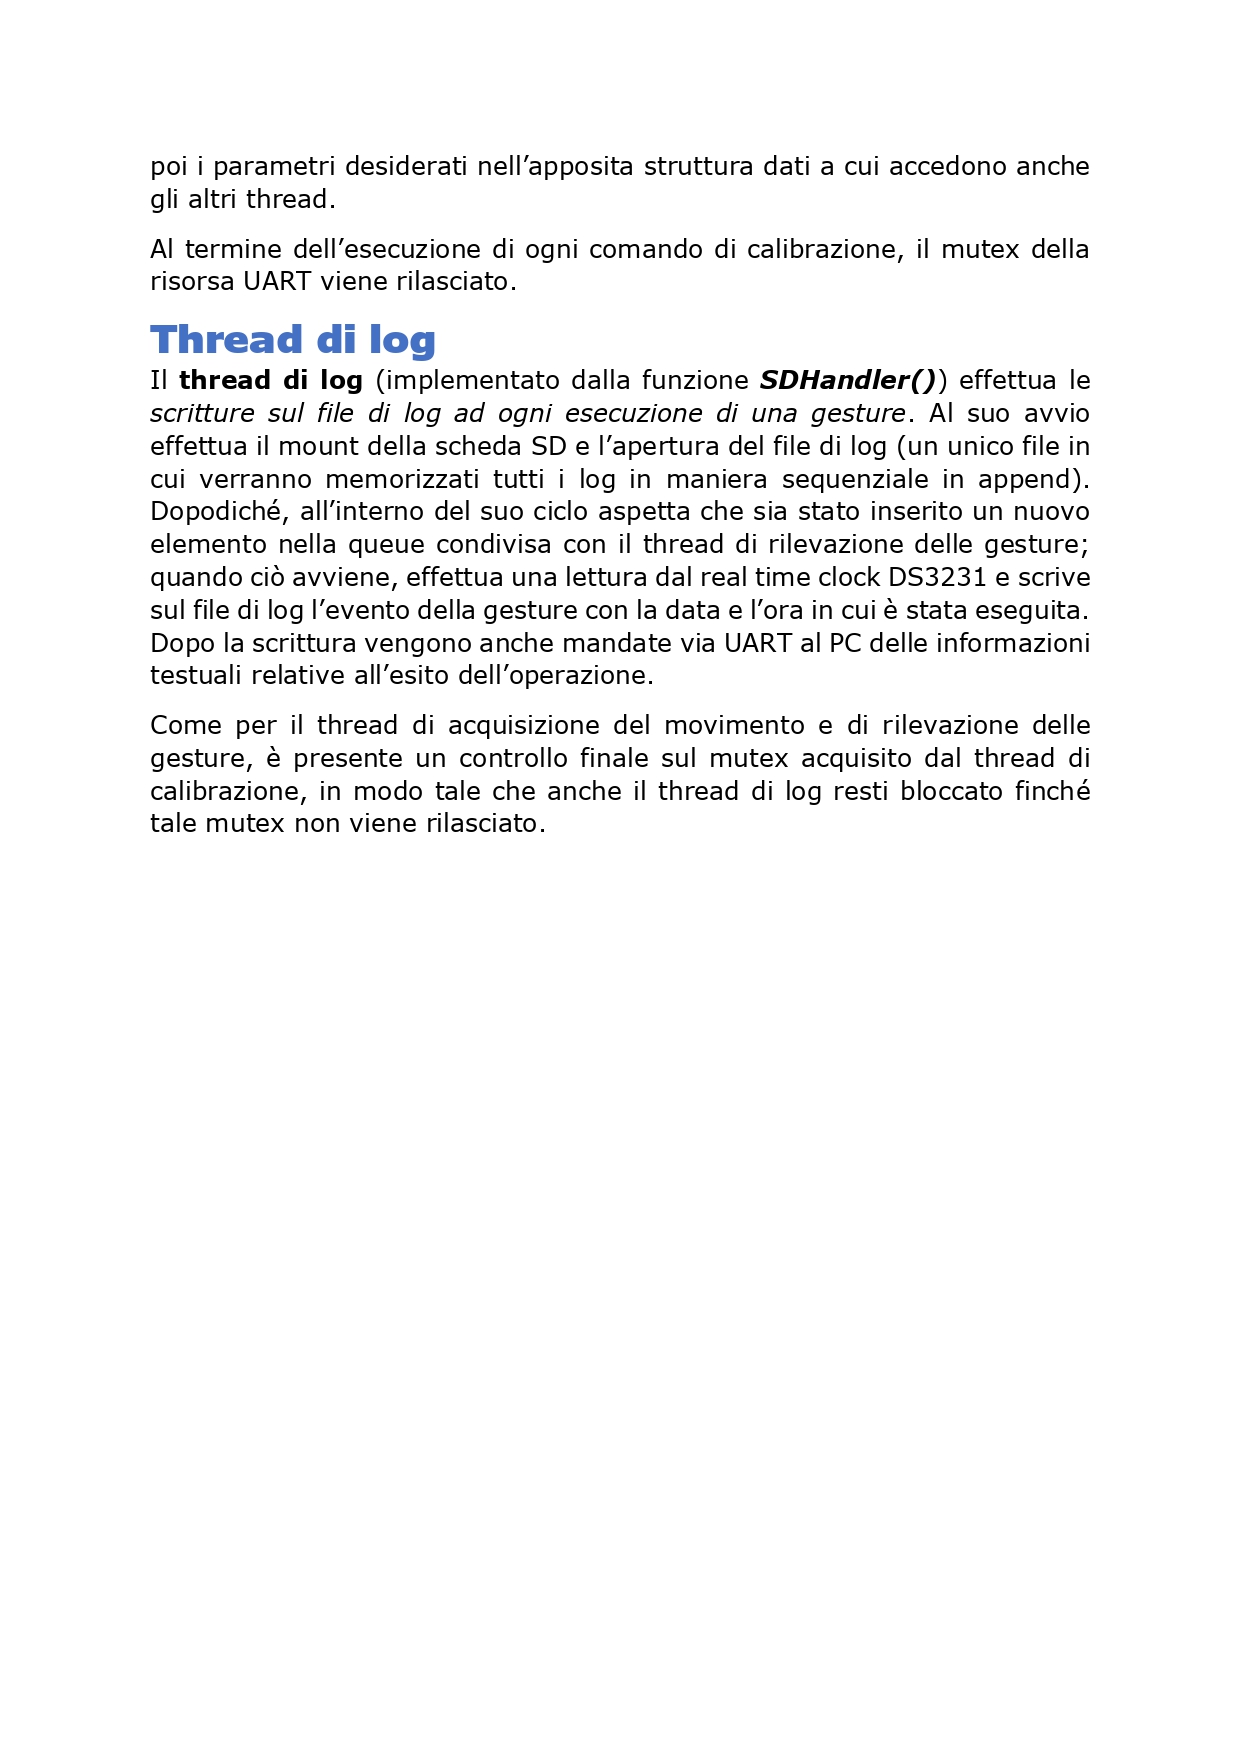 poi i parametri desiderati nell’apposita struttura dati a cui accedono anche
gli altri thread.
Al termine dell’esecuzione di ogni comando di calibrazione, il mutex della
risorsa UART viene rilasciato.
Thread di log
Il thread di log (implementato dalla funzione SDHandler()) effettua le
scritture sul file di log ad ogni esecuzione di una gesture. Al suo avvio
effettua il mount della scheda SD e l’apertura del file di log (un unico file in
cui verranno memorizzati tutti i log in maniera sequenziale in append).
Dopodiché, all’interno del suo ciclo aspetta che sia stato inserito un nuovo
elemento nella queue condivisa con il thread di rilevazione delle gesture;
quando ciò avviene, effettua una lettura dal real time clock DS3231 e scrive
sul file di log l’evento della gesture con la data e l’ora in cui è stata eseguita.
Dopo la scrittura vengono anche mandate via UART al PC delle informazioni
testuali relative all’esito dell’operazione.
Come per il thread di acquisizione del movimento e di rilevazione delle
gesture, è presente un controllo finale sul mutex acquisito dal thread di
calibrazione, in modo tale che anche il thread di log resti bloccato finché
tale mutex non viene rilasciato.